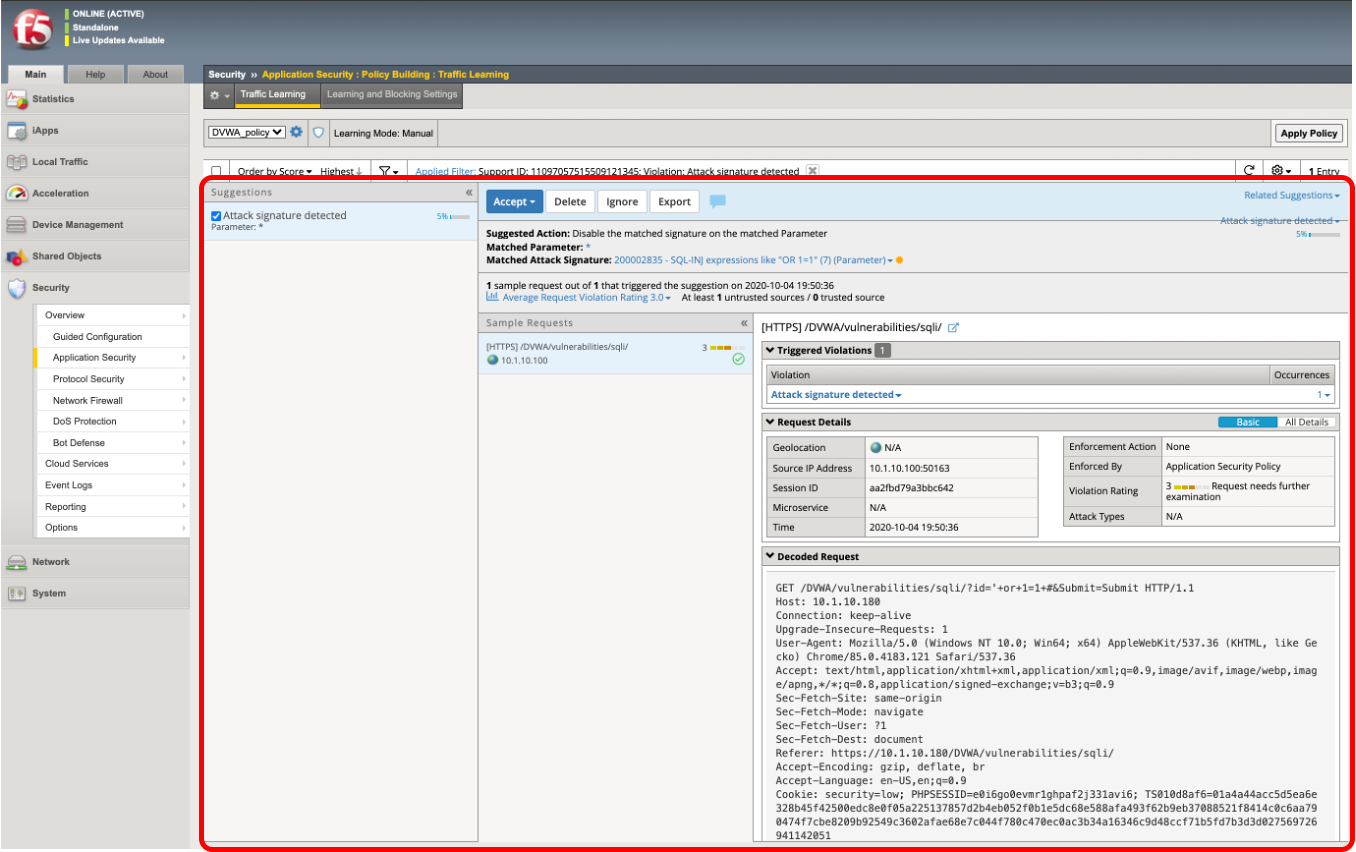 f5
ONLINE (ACTIVE)
Standalone
Live Updates Available
Main Help About
Security » Application Security : Policy Building : Traffic Learning
Traffic Learning Learning and Blocking Settings
DVWA_policy Learning Mode: Manual Apply Policy
Order by Score Highest↓ Applied Filter: Support ID: 11097057515509121345; Violation: Attack signature detected 1 Entry
Statistics
iApps
Local Traffic
Acceleration
Device Management
Shared Objects
Security
Overview
Guided Configuration
Application Security
Protocol Security
Network Firewall
DoS Protection
Bot Defense
Cloud Services
Event Logs
Reporting
Options
Network
System
Suggestions «
Attack signature detected 5%
Parameter: *
Accept Delete Ignore Export
Related Suggestions
Attack signature detected
5%
Suggested Action: Disable the matched signature on the matched Parameter
Matched Parameter: *
Matched Attack Signature: 200002835 - SQL-INJ expressions like "OR 1=1" (7) (Parameter)
1 sample request out of 1 that triggered the suggestion on 2020-10-04 19:50:36
Average Request Violation Rating 3.0 At least 1 untrusted sources / 0 trusted source
Sample Requests «
[HTTPS] /DVWA/vulnerabilities/sqli/ 3
10.1.10.100
[HTTPS] /DVWA/vulnerabilities/sqli/
Triggered Violations 1
Violation Occurrences
Attack signature detected 1
Request Details Basic All Details
Geolocation N/A
Source IP Address 10.1.10.100:50163
Session ID aa2fbd79a3bbc642
Microservice N/A
Time 2020-10-04 19:50:36
Enforcement Action None
Enforced By Application Security Policy
Violation Rating 3 Request needs further
examination
Attack Types N/A
Decoded Request
GET /DVWA/vulnerabilities/sqli/?id='+or+1=1+#&Submit=Submit HTTP/1.1
Host: 10.1.10.180
Connection: keep-alive
Upgrade-Insecure-Requests: 1
User-Agent: Mozilla/5.0 (Windows NT 10.0; Win64; x64) AppleWebKit/537.36 (KHTML, like Ge
cko) Chrome/85.0.4183.121 Safari/537.36
Accept: text/html,application/xhtml+xml,application/xml;q=0.9,image/avif,image/webp,imag
e/apng,*/*;q=0.8,application/signed-exchange;v=b3;q=0.9
Sec-Fetch-Site: same-origin
Sec-Fetch-Mode: navigate
Sec-Fetch-User: ?1
Sec-Fetch-Dest: document
Referer: https://10.1.10.180/DVWA/vulnerabilities/sqli/
Accept-Encoding: gzip, deflate, br
Accept-Language: en-US,en;q=0.9
Cookie: security=low; PHPSESSID=e0i6go0evmr1ghpaf2j331avi6; TS010d8af6=01a4a44acc5d5ea6e
328b45f42500edc8e0f05a225137857d2b4eb052f0b1e5dc68e588afa493f62b9eb37088521f8414c0c6aa79
0474f7cbe8209b92549c3602afae68e7c044f780c470ec0ac3b34a16346c9d48ccf71b5fd7b3d3d027569726
941142051